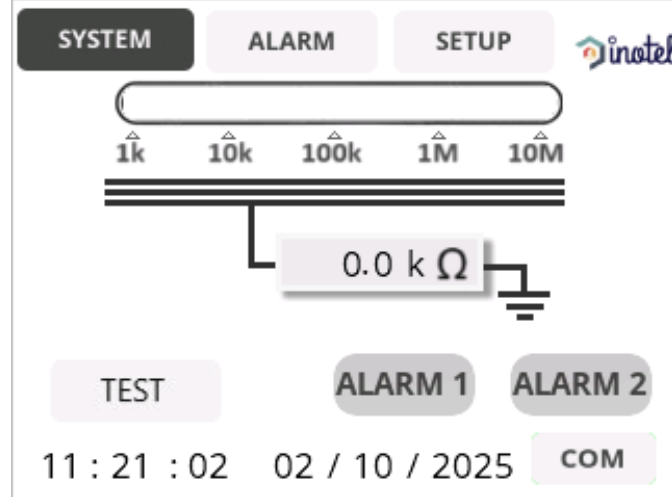 SYSTEM ALARM SETUP inotek
1k 10k 100k 1M 10M
0.0 k Ω
TEST ALARM 1 ALARM 2
11 : 21 : 02 02 / 10 / 2025 COM